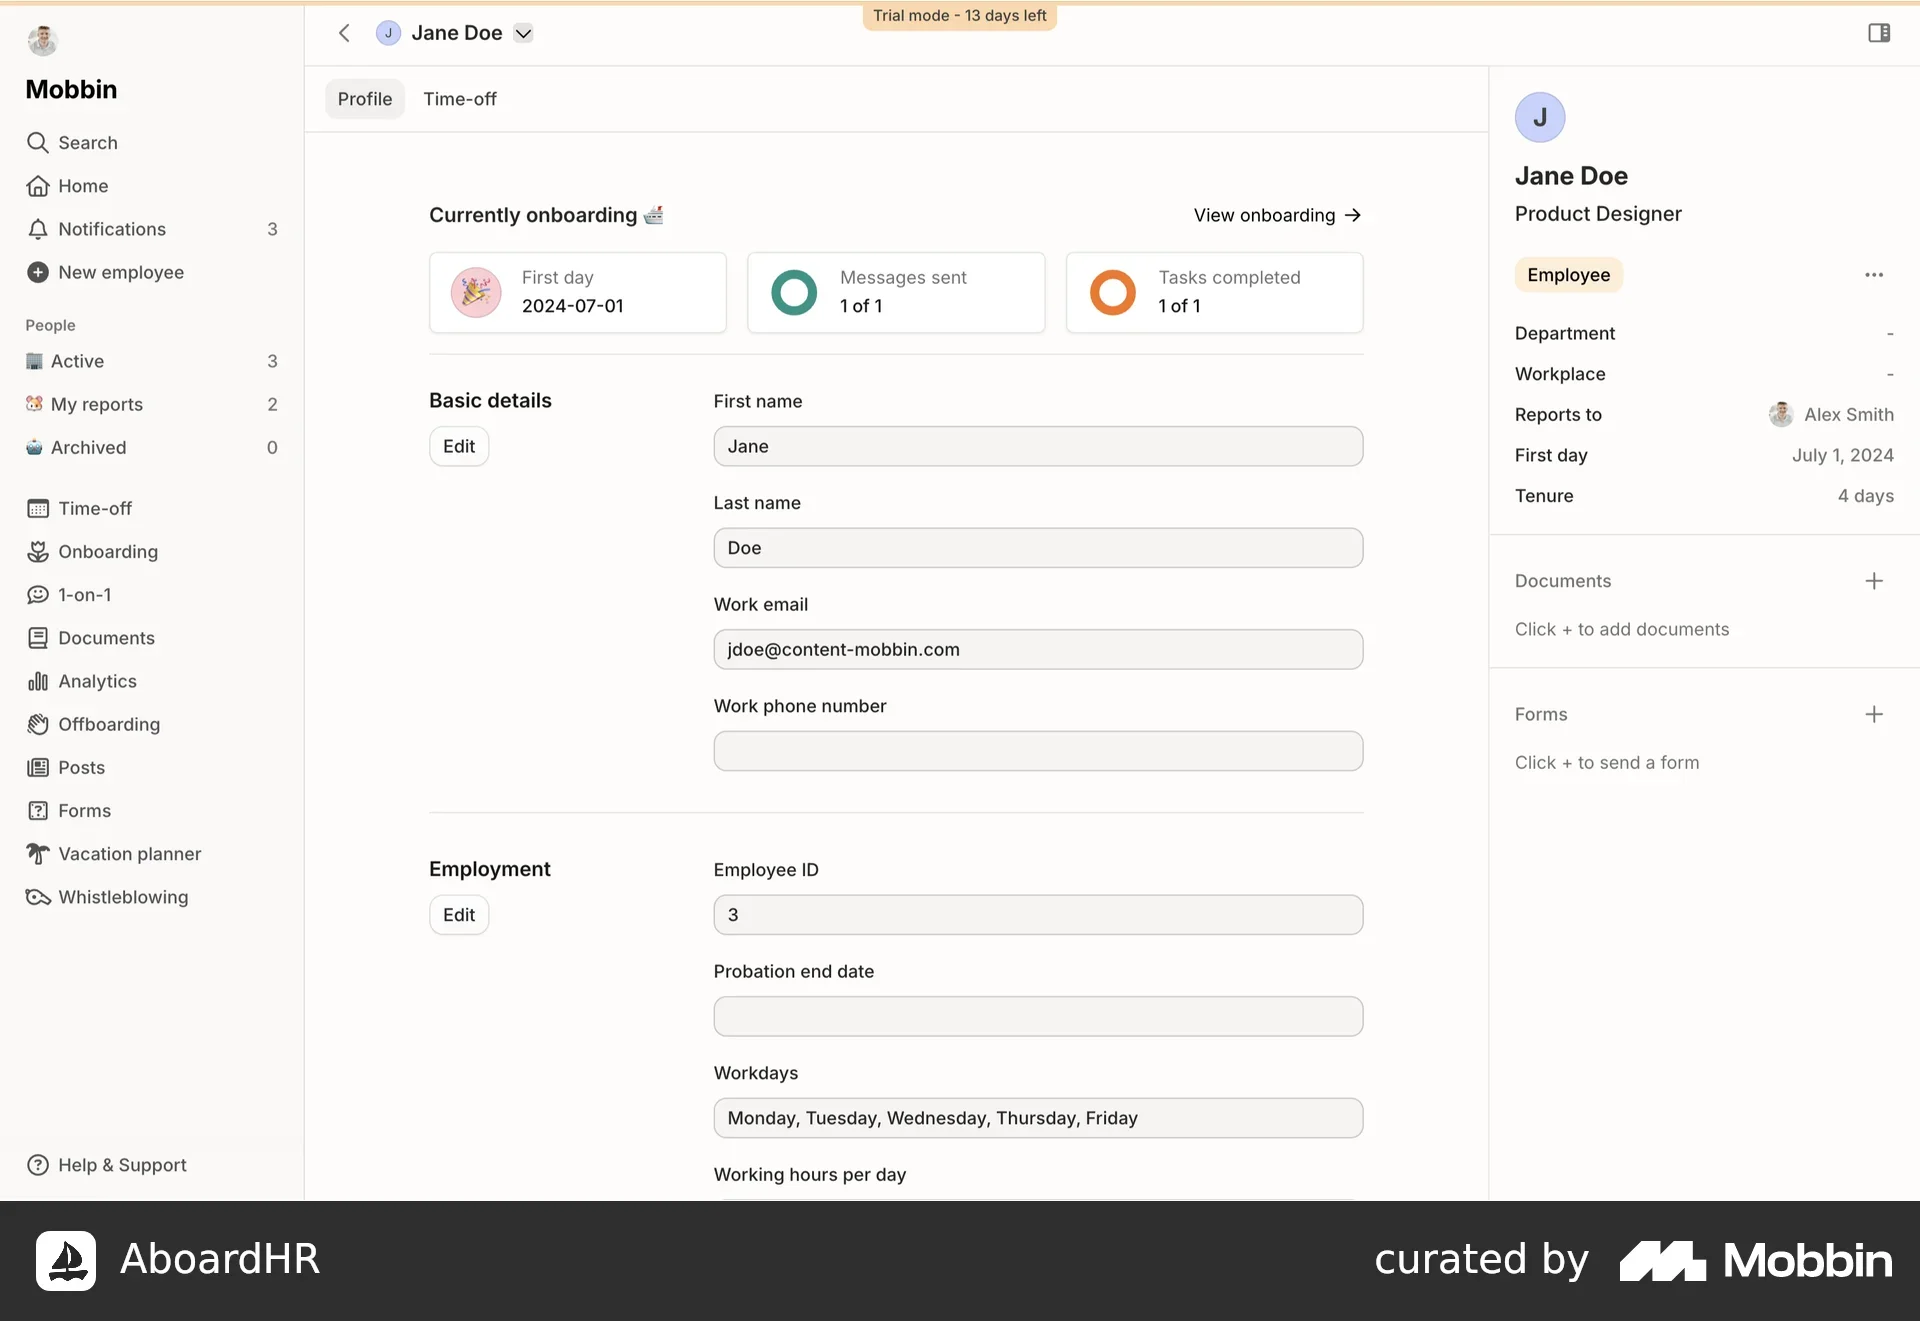 Trial mode - 13 days left
Mobbin
Search
Home
Notifications 3
New employee
People
Active 3
My reports 2
Archived 0
Time-off
Onboarding
1-on-1
Documents
Analytics
Offboarding
Posts
Forms
Vacation planner
Whistleblowing
Help & Support
J Jane Doe
Profile Time-off
Currently onboarding View onboarding →
First day
2024-07-01
Messages sent
1 of 1
Tasks completed
1 of 1
Basic details
Edit
First name
Jane
Last name
Doe
Work email
jdoe@content-mobbin.com
Work phone number
Employment
Edit
Employee ID
3
Probation end date
Workdays
Monday, Tuesday, Wednesday, Thursday, Friday
Working hours per day
J
Jane Doe
Product Designer
Employee
Department -
Workplace -
Reports to Alex Smith
First day July 1, 2024
Tenure 4 days
Documents
Click + to add documents
Forms
Click + to send a form
AboardHR
curated by Mobbin